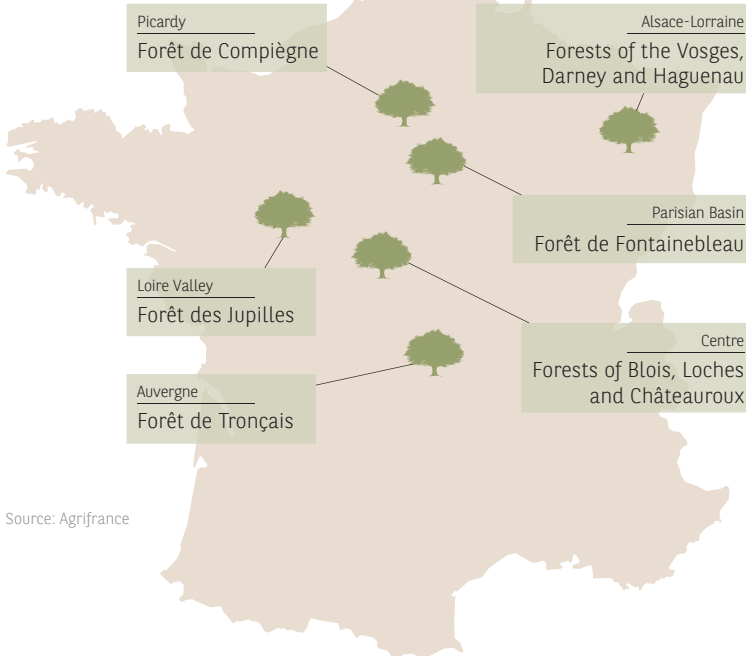 Picardy
Forêt de Compiègne
Alsace-Lorraine
Forests of the Vosges,
Darney and Haguenau
Parisian Basin
Forêt de Fontainebleau
Loire Valley
Forêt des Jupilles
Centre
Forests of Blois, Loches
and Châteauroux
Auvergne
Forêt de Tronçais
Source: Agrifrance